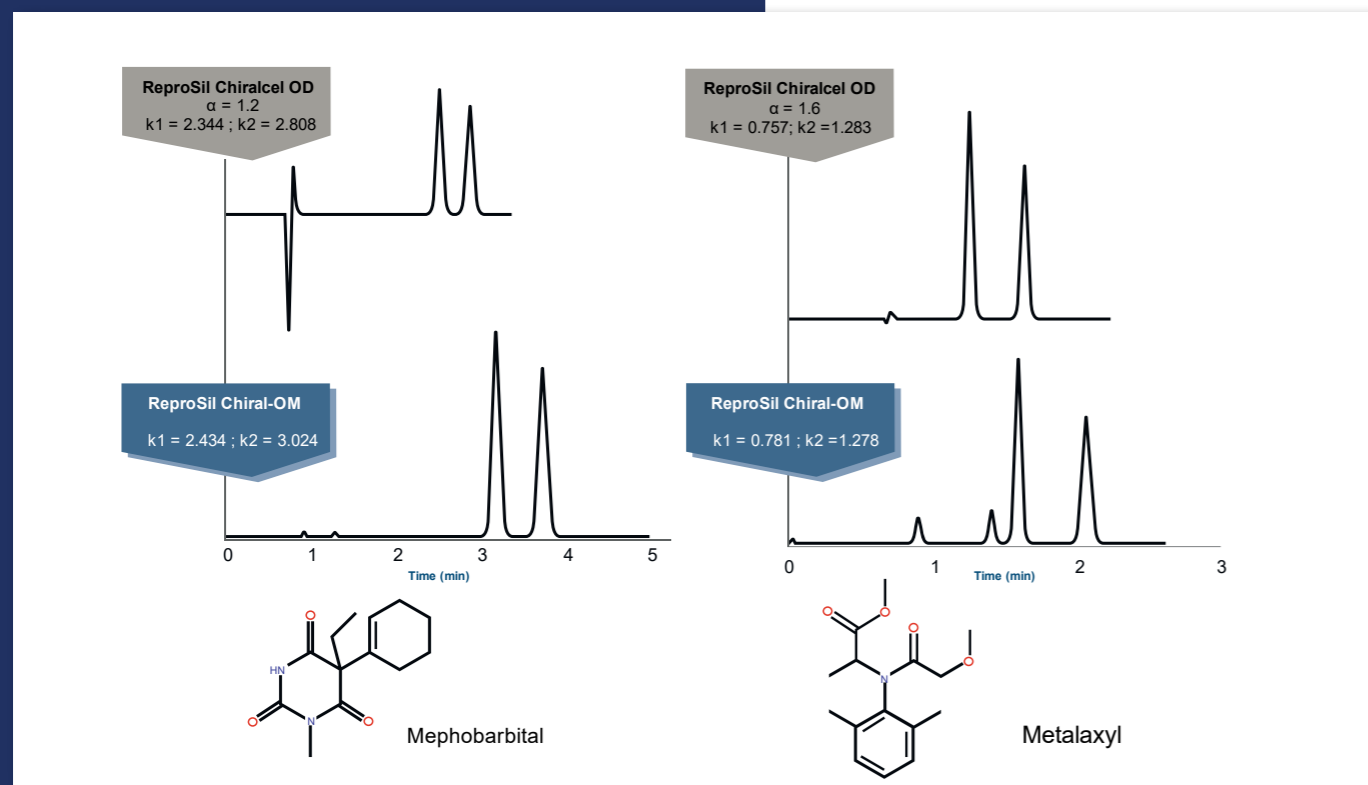 ReproSil Chiralcel OD
α = 1.2
k1 = 2.344 ; k2 = 2.808
ReproSil Chiral-OM
k1 = 2.434 ; k2 = 3.024
0 1 2 3 4 5
Time (min)
O
HN
O
N
O
Mephobarbital
ReproSil Chiralcel OD
α = 1.6
k1 = 0.757; k2 =1.283
ReproSil Chiral-OM
k1 = 0.781 ; k2 =1.278
0 1 2 3
Time (min)
O
O
O
O
N
Metalaxyl